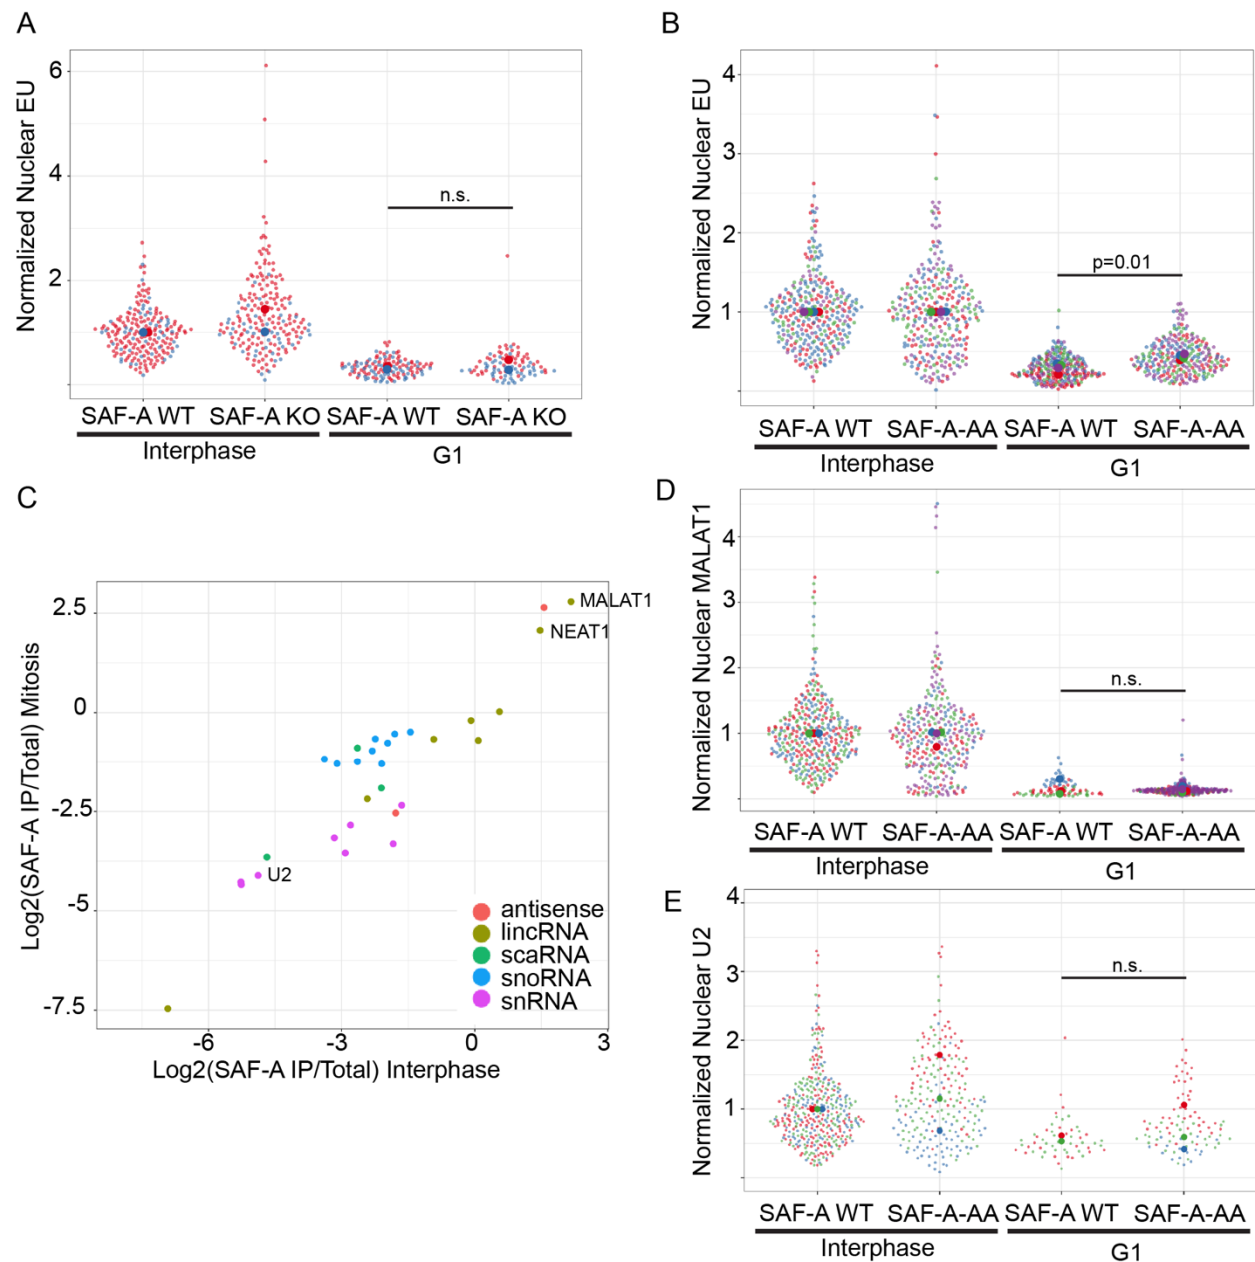 A
Normalized Nuclear EU
6
4
2
n.s.
SAF-A WT SAF-A KO SAF-A WT SAF-A KO
Interphase G1
B
Normalized Nuclear EU
4
3
2
1
p=0.01
SAF-A WT SAF-A-AA SAF-A WT SAF-A-AA
Interphase G1
C
Log2(SAF-A IP/Total) Mitosis
2.5
0
-2.5
-5
-7.5
MALAT1
NEAT1
U2
antisense
lincRNA
scaRNA
snoRNA
snRNA
-6 -3 0 3
Log2(SAF-A IP/Total) Interphase
D
Normalized Nuclear MALAT1
4
3
2
1
n.s.
SAF-A WT SAF-A-AA SAF-A WT SAF-A-AA
Interphase G1
E
Normalized Nuclear U2
4
3
2
1
n.s.
SAF-A WT SAF-A-AA SAF-A WT SAF-A-AA
Interphase G1